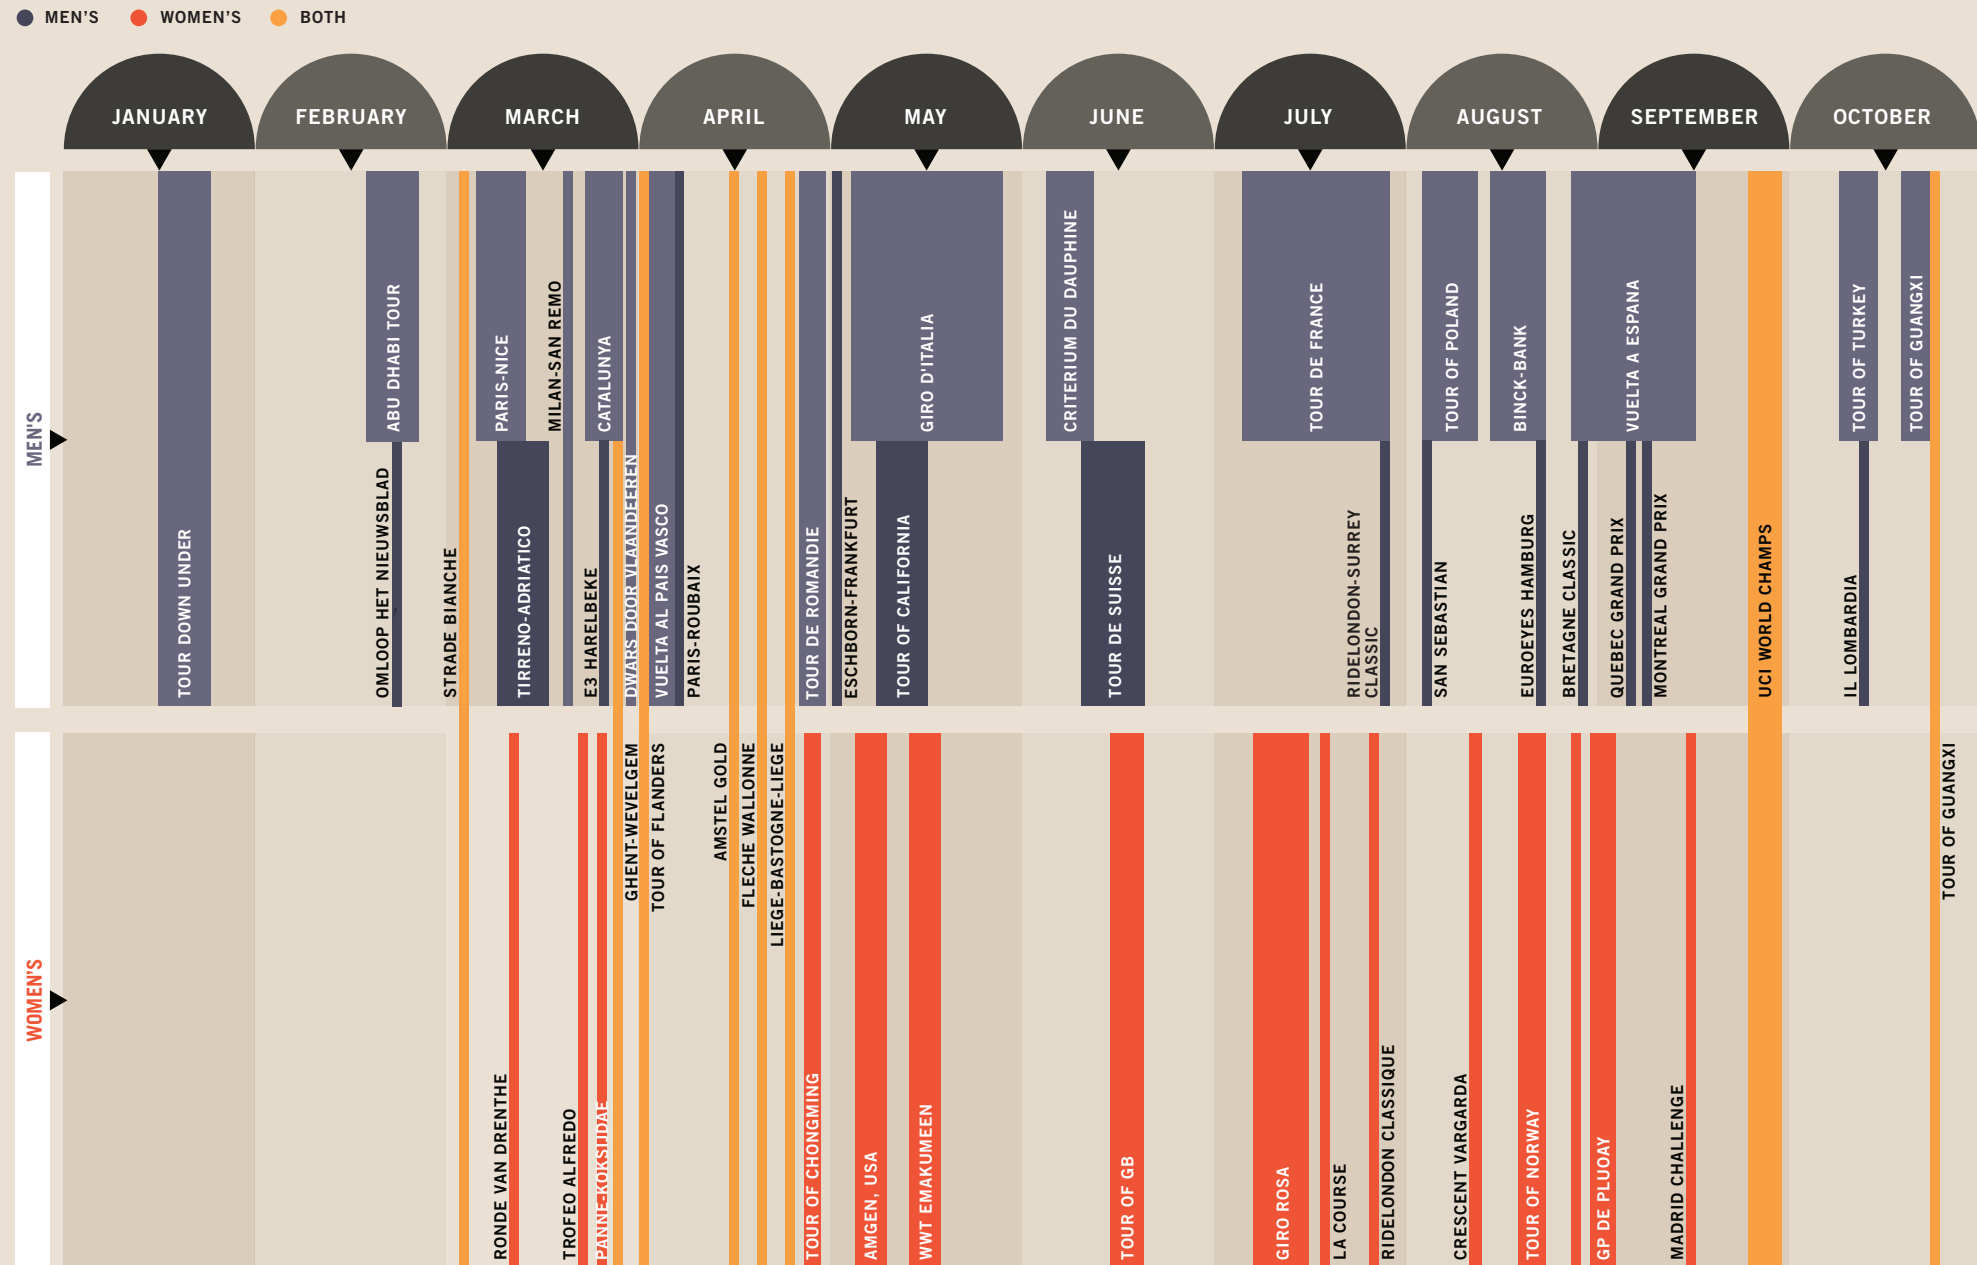 MEN'S
WOMEN'S
BOTH
JANUARY
FEBRUARY
MARCH
APRIL
MAY
JUNE
JULY
AUGUST
SEPTEMBER
OCTOBER
MEN'S
TOUR DOWN UNDER
ABU DHABI TOUR
OMLOOP HET NIEUWSBLAD
STRADE BIANCHE
PARIS-NICE
TIRRENO-ADRIATICO
MILAN-SAN REMO
CATALUNYA
E3 HARELBEKE
DWARS DOOR VLAANDEEREN
VUELTA AL PAIS VASCO
PARIS-ROUBAIX
TOUR DE ROMANDIE
ESCHBORN-FRANKFURT
GIRO D'ITALIA
TOUR OF CALIFORNIA
CRITERIUM DU DAUPHINE
TOUR DE SUISSE
TOUR DE FRANCE
RIDELONDON-SURREY
CLASSIC
SAN SEBASTIAN
TOUR OF POLAND
BINCK-BANK
EUROEYES HAMBURG
BRETAGNE CLASSIC
VUELTA A ESPANA
QUEBEC GRAND PRIX
MONTREAL GRAND PRIX
UCI WORLD CHAMPS
TOUR OF TURKEY
IL LOMBARDIA
TOUR OF GUANGXI
WOMEN'S
RONDE VAN DRENTHE
TROFEO ALFREDO
PANNE-KOKSIJDAE
GHENT-WEVELGEM
TOUR OF FLANDERS
AMSTEL GOLD
FLECHE WALLONNE
LIEGE-BASTOGNE-LIEGE
TOUR OF CHONGMING
AMGEN, USA
WWT EMAKUMEEN
TOUR OF GB
GIRO ROSA
LA COURSE
RIDELONDON CLASSIQUE
CRESCENT VARGARDA
TOUR OF NORWAY
GP DE PLUOAY
MADRID CHALLENGE
TOUR OF GUANGXI